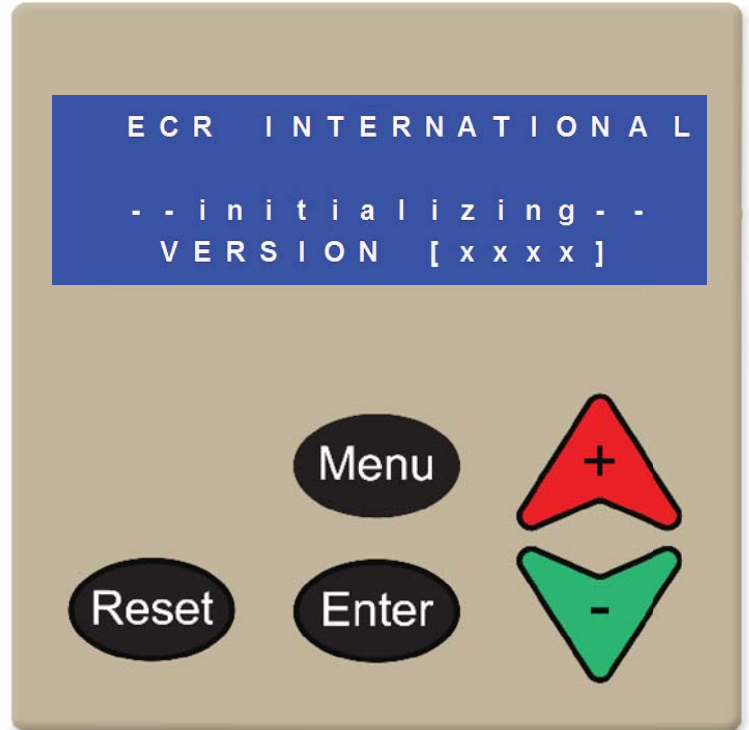 ECR INTERNATIONAL
--initializing--
VERSION [xxxx]
Menu
+
Reset
Enter
-